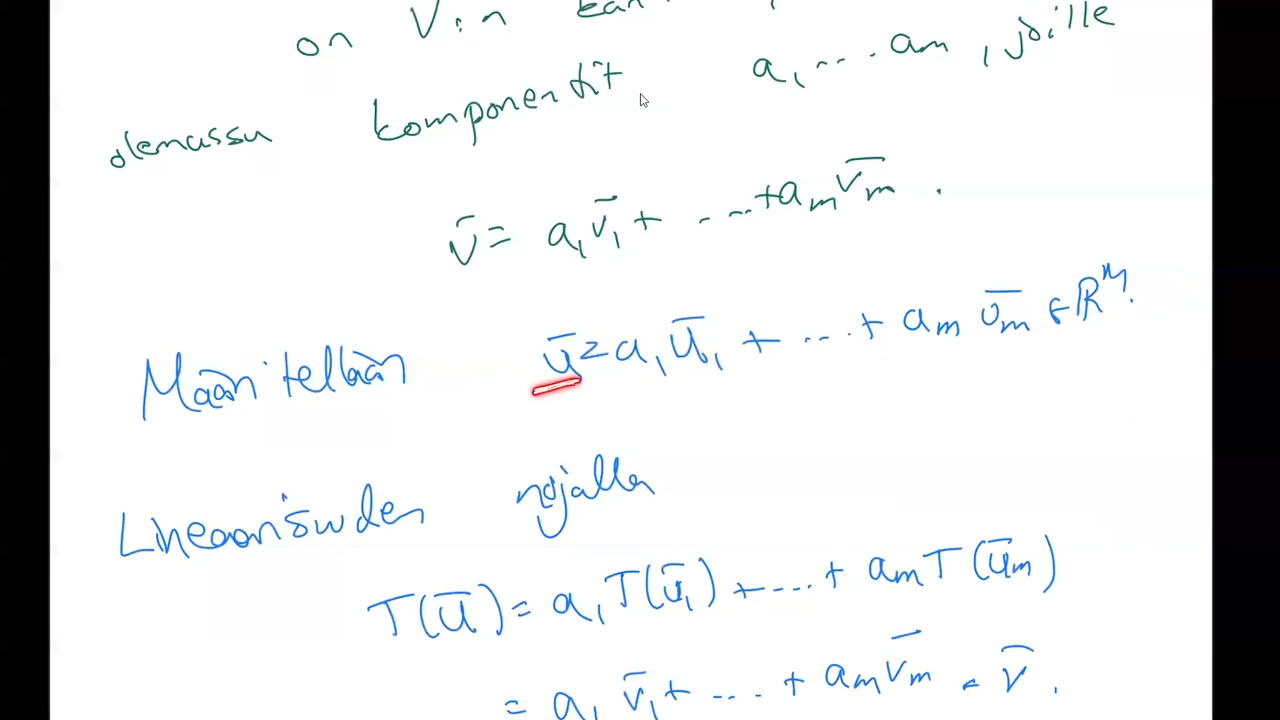 on V:n
komponentit a₁, ... aₘ, joille
olemassa
v̄ = a₁v̄₁ + ... + aₘv̄ₘ.
Määritellään ū = a₁ū₁ + ... + aₘūₘ ∈ ℝᵐ.
Lineaarisuuden nojalla
T(ū) = a₁T(ū₁) + ... + aₘT(ūₘ)
= a₁v̄₁ + ... + aₘv̄ₘ = v̄.